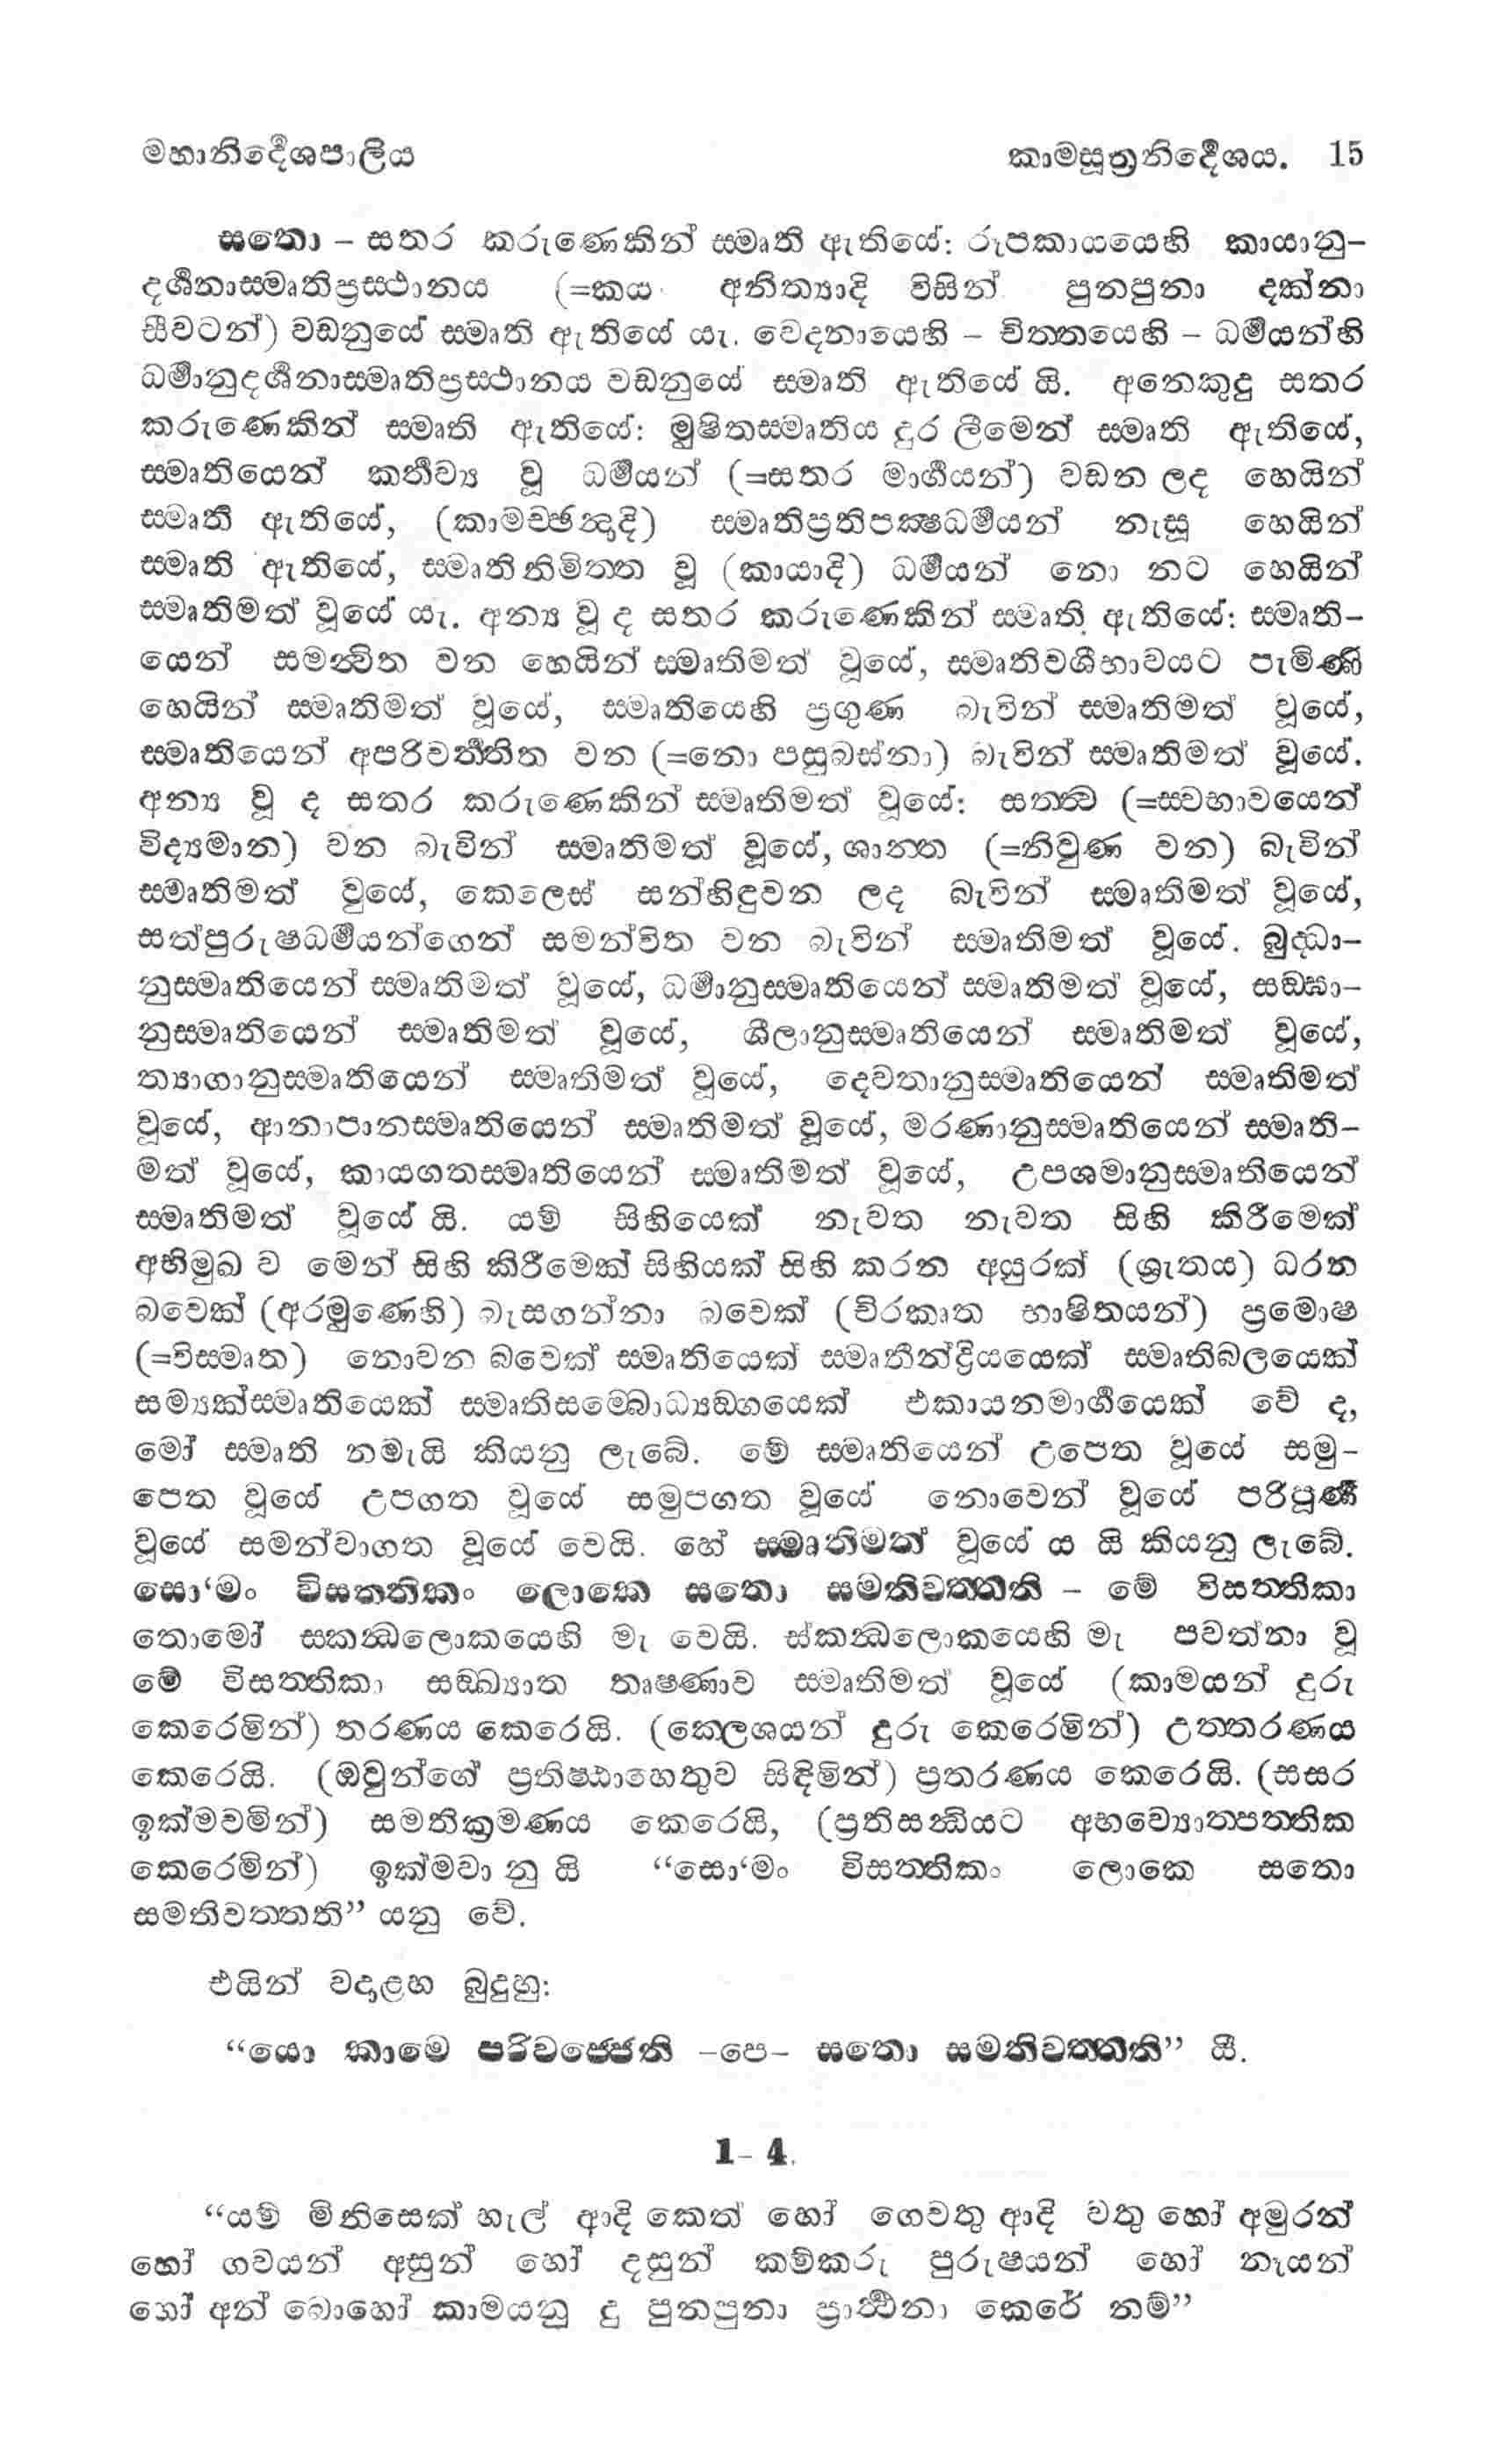 මහානිර්‍දේශපාලිය
කාමසූත්‍රනිර්‍දේශය. 15
සතො – සතර කරුණෙකින් සමෘති ඇතියේ: රූපකායයෙහි කායානු-
දර්‍ශනාසමෘතිප්‍රස්ථානය (=කය අනිත්‍යාදි විසින් පුනපුනා දක්නා
සීවටන්) වඩනුයේ සමෘති ඇතියේ යැ. වෙදනායෙහි – චිත්තයෙහි – ධර්‍මයන්හි
ධර්‍මානුදර්‍ශනාසමෘතිප්‍රස්ථානය වඩනුයේ සමෘති ඇතියේ යි. අනෙකුදු සතර
කරුණෙකින් සමෘති ඇතියේ: මුෂිතසමෘතිය දුර ලීමෙන් සමෘති ඇතියේ,
සමෘතියෙන් කර්‍තව්‍ය වූ ධර්‍මයන් (=සතර මාර්‍ගයන්) වඩන ලද හෙයින්
සමෘති ඇතියේ, (කාමච්ඡන්‍දාදි) සමෘතිප්‍රතිපක්‍ෂධර්‍මයන් නැසූ හෙයින්
සමෘති ඇතියේ, සමෘතිනිමිත්ත වූ (කායාදි) ධර්‍මයන් නො නට හෙයින්
සමෘතිමත් වූයේ යැ. අන්‍ය වූ ද සතර කරුණෙකින් සමෘති ඇතියේ: සමෘති-
යෙන් සමන්‍විත වන හෙයින් සමෘතිමත් වූයේ, සමෘතිවශීභාවයට පැමිණි
හෙයින් සමෘතිමත් වූයේ, සමෘතියෙහි ප්‍රගුණ බැවින් සමෘතිමත් වූයේ,
සමෘතියෙන් අපරිවර්‍තතිත වන (=නො පසුබස්නා) බැවින් සමෘතිමත් වූයේ.
අන්‍ය වූ ද සතර කරුණෙකින් සමෘතිමත් වූයේ: සත්ත්‍ව (=සවභාවයෙන්
විද්‍යමාන) වන බැවින් සමෘතිමත් වූයේ, ශාන්ත (=නිවුණ වන) බැවින්
සමෘතිමත් වූයේ, කෙලෙස් සන්හිඳුවන ලද බැවින් සමෘතිමත් වූයේ,
සත්පුරුෂධර්‍මයන්ගෙන් සමන්විත වන බැවින් සමෘතිමත් වූයේ. බුද්ධා-
නුසමෘතියෙන් සමෘතිමත් වූයේ, ධර්‍මානුසමෘතියෙන් සමෘතිමත් වූයේ, සඞ්ඝා-
නුසමෘතියෙන් සමෘතිමත් වූයේ, ශීලානුසමෘතියෙන් සමෘතිමත් වූයේ,
ත්‍යාගානුසමෘතියෙන් සමෘතිමත් වූයේ, දෙවතානුසමෘතියෙන් සමෘතිමත්
වූයේ, ආනාපානසමෘතියෙන් සමෘතිමත් වූයේ, මරණානුසමෘතියෙන් සමෘති-
මත් වූයේ, කායගතසමෘතියෙන් සමෘතිමත් වූයේ, උපශමානුසමෘතියෙන්
සමෘතිමත් වූයේ යි. යම් සිහියෙක් නැවත නැවත සිහි කිරීමෙක්
අභිමුඛ ව මෙන් සිහි කිරීමෙක් සිහියක් සිහි කරන අයුරක් (ශ්‍රුතය) ධරන
බවෙක් (අරමුණෙහි) බැසගන්නා බවෙක් (චිරකෘත භාෂිතයන්) ප්‍රමොෂ
(=විසමෘත) නොවන බවෙක් සමෘතියෙක් සමෘතීන්ද්‍රියයෙක් සමෘතිබලයෙක්
සම්‍යක්සමෘතියෙක් සමෘතිසම්බොධ්‍යඞ්ගයෙක් එකායනමාර්‍ගයෙක් වේ ද,
මෝ සමෘති නමැයි කියනු ලැබේ. මේ සමෘතියෙන් උපෙත වූයේ සමු-
පෙත වූයේ උපගත වූයේ සමුපගත වූයේ නොවෙන් වූයේ පරිපූර්‍ණ
වූයේ සමන්වාගත වූයේ වෙයි. හේ සමෘතිමත් වූයේ ය යි කියනු ලැබේ.
සො‘මං විසත්තිකං ලොකෙ සතො සමතිවත්තති – මේ විසත්තිකා
තොමෝ සකන්‍ධලොකයෙහි මැ වෙයි. ස්කන්‍ධලොකයෙහි මැ පවත්නා වූ
මේ විසත්තිකා සඞ්ඛ්‍යාත තෘෂණාව සමෘතිමත් වූයේ (කාමයන් දුරු
කෙරෙමින්) තරණය කෙරෙයි. (ක්ලෙශයන් දුරු කෙරෙමින්) උත්තරණය
කෙරෙයි. (ඔවුන්ගේ ප්‍රතිෂ්ඨාහෙතුව සිඳිමින්) ප්‍රතරණය කෙරෙයි. (සසර
ඉක්මවමින්) සමතික්‍රමණය කෙරෙයි, (ප්‍රතිසන්‍ධියට අභව්‍යොත්පත්තික
කෙරෙමින්) ඉක්මවා නු යි “සො‘මං විසත්තිකං ලොකෙ සතො
සමතිවත්තති” යනු වේ.
එයින් වදාළහ බුදුහු:
“යො කාමෙ පරිවජ්ජෙති –පෙ– සතො සමතිවත්තති” යී.
1– 4.
“යම් මිනිසෙක් හැල් ආදි කෙත් හෝ ගෙවතු ආදි වතු හෝ අමුරන්
හෝ ගවයන් අසුන් හෝ දසුන් කම්කරු පුරුෂයන් හෝ නෑයන්
හෝ අන් බොහෝ කාමයනු දු පුනපුනා ප්‍රාර්‍ථනා කෙරේ නම්”